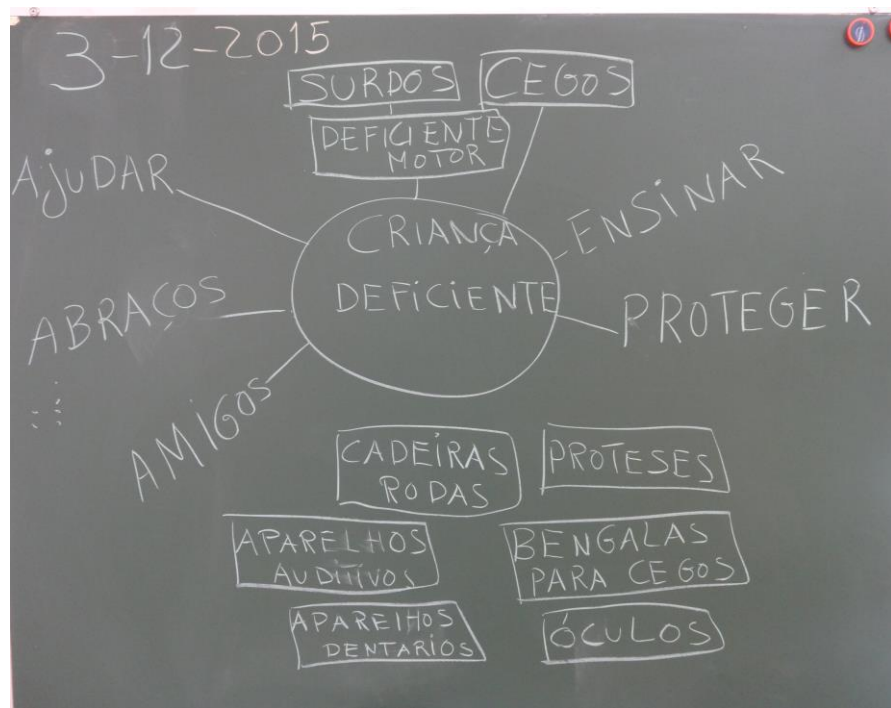 3-12-2015
SURDOS
CEGOS
DEFICIENTE
MOTOR
AjUDAR
CRIANÇA
DEFICIENTE
ENSINAR
ABRAÇOS
PROTEGER
AMIGOS
CADEIRAS
RODAS
PROTESES
APARELHOS
AUDITIVOS
BENGALAS
PARA CEGOS
APARElHOS
DENTARIOS
ÓCULOS